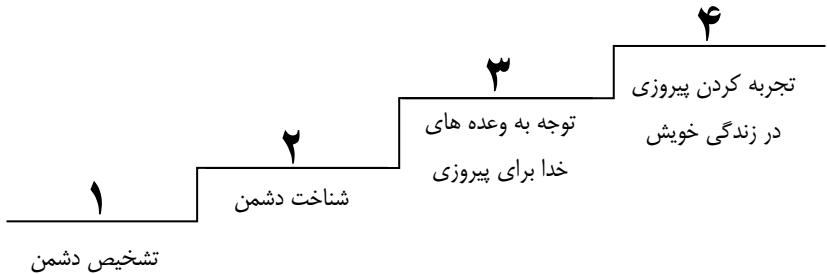 ۱
تشخیص دشمن
۲
شناخت دشمن
۳
توجه به وعده های
خدا برای پیروزی
۴
تجربه کردن پیروزی
در زندگی خویش